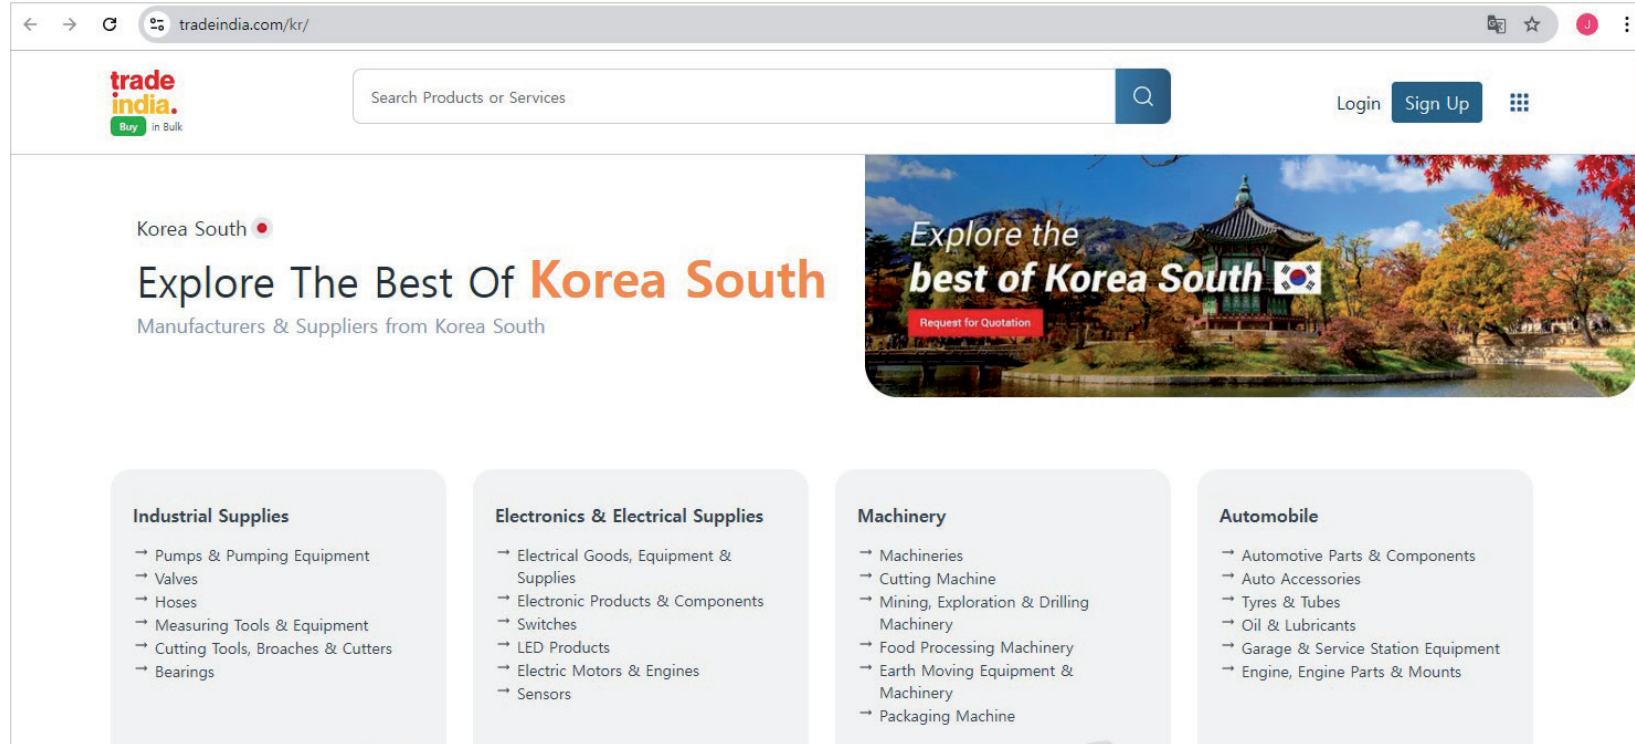 tradeindia.com/kr/
J
trade
india.
Buy in Bulk
Search Products or Services
Login
Sign Up
Korea South
Explore The Best Of Korea South
Manufacturers & Suppliers from Korea South
Explore the
best of Korea South
Request for Quotation
Industrial Supplies
→ Pumps & Pumping Equipment
→ Valves
→ Hoses
→ Measuring Tools & Equipment
→ Cutting Tools, Broaches & Cutters
→ Bearings
Electronics & Electrical Supplies
→ Electrical Goods, Equipment &
Supplies
→ Electronic Products & Components
→ Switches
→ LED Products
→ Electric Motors & Engines
→ Sensors
Machinery
→ Machineries
→ Cutting Machine
→ Mining, Exploration & Drilling
Machinery
→ Food Processing Machinery
→ Earth Moving Equipment &
Machinery
→ Packaging Machine
Automobile
→ Automotive Parts & Components
→ Auto Accessories
→ Tyres & Tubes
→ Oil & Lubricants
→ Garage & Service Station Equipment
→ Engine, Engine Parts & Mounts